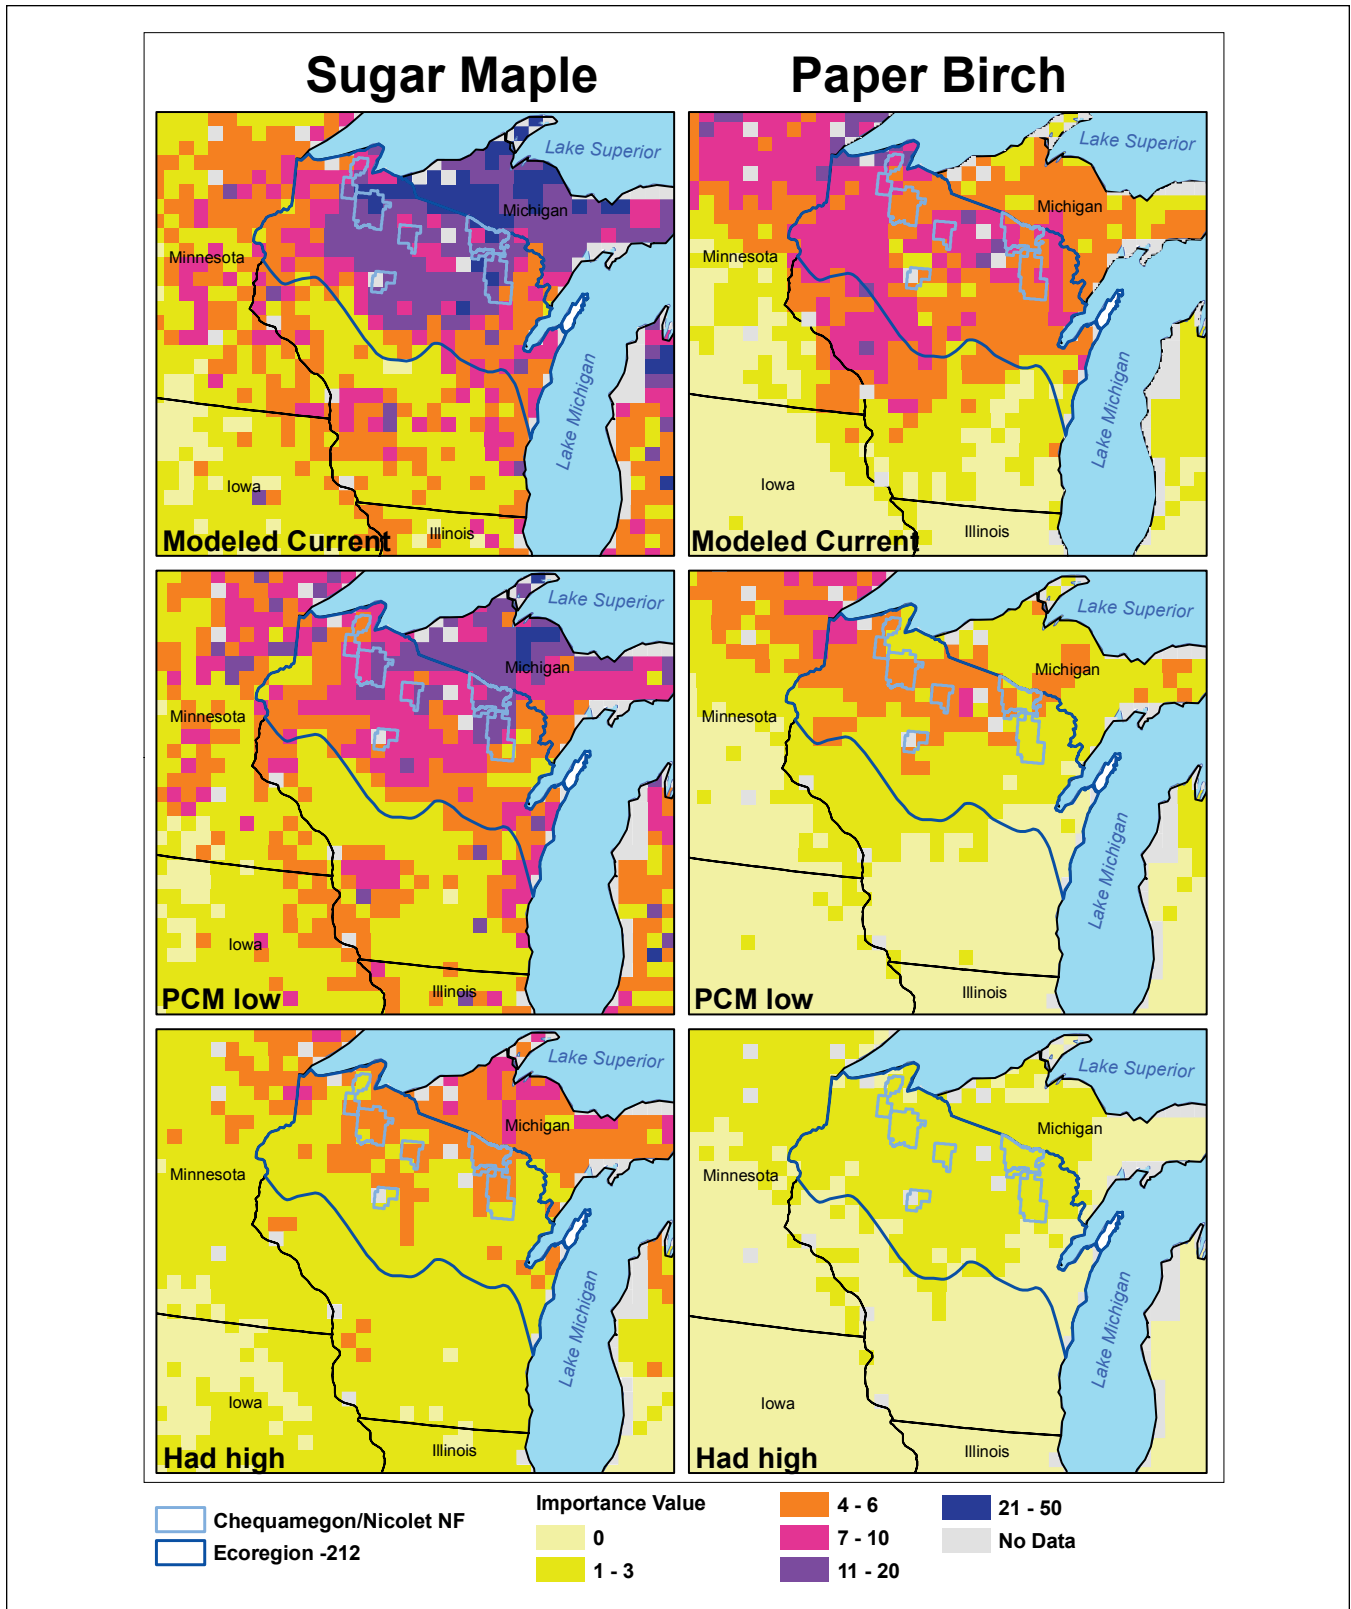 Sugar Maple
Paper Birch
Lake Superior
Michigan
Minnesota
Lake Michigan
Iowa
Illinois
Modeled Current
Lake Superior
Michigan
Minnesota
Lake Michigan
Iowa
Illinois
Modeled Current
Lake Superior
Michigan
Minnesota
Iowa
Illinois
PCM low
Lake Superior
Michigan
Minnesota
Lake Michigan
Illinois
PCM low
Lake Superior
Michigan
Minnesota
Lake Michigan
Iowa
Illinois
Had high
Lake Superior
Michigan
Minnesota
Lake Michigan
Iowa
Illinois
Had high
Chequamegon/Nicolet NF
Ecoregion -212
Importance Value
0
1 - 3
4 - 6
7 - 10
11 - 20
21 - 50
No Data